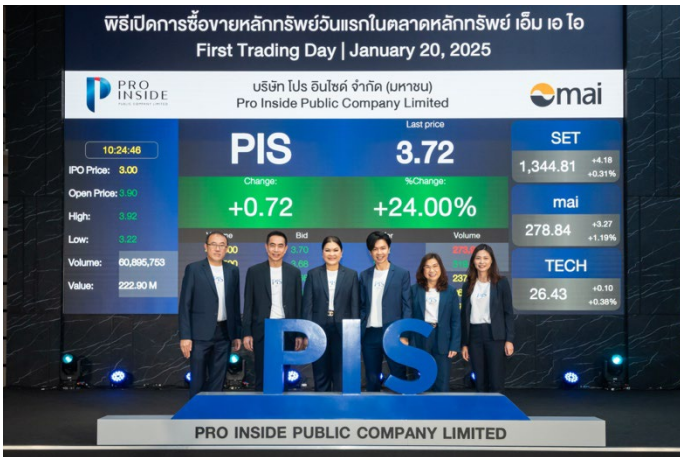 พิธีเปิดการซื้อขายหลักทรัพย์วันแรกในตลาดหลักทรัพย์ เอ็ม เอ ไอ
First Trading Day | January 20, 2025
PRO
INSIDE
PUBLIC COMPANY LIMITED
บริษัท โปร อินไซด์ จำกัด (มหาชน)
Pro Inside Public Company Limited
mai
10:24:46
IPO Price: 3.00
Open Price: 3.90
High: 3.92
Low: 3.22
Volume: 60,895,753
Value: 222.90 M
PIS
Last price
3.72
Change:
+0.72
%Change:
+24.00%
Bid
Volume
3.70
3.68
SET
1,344.81 +4.18
+0.31%
mai
278.84 +3.27
+1.19%
TECH
26.43 +0.10
+0.38%
PIS
PRO INSIDE PUBLIC COMPANY LIMITED